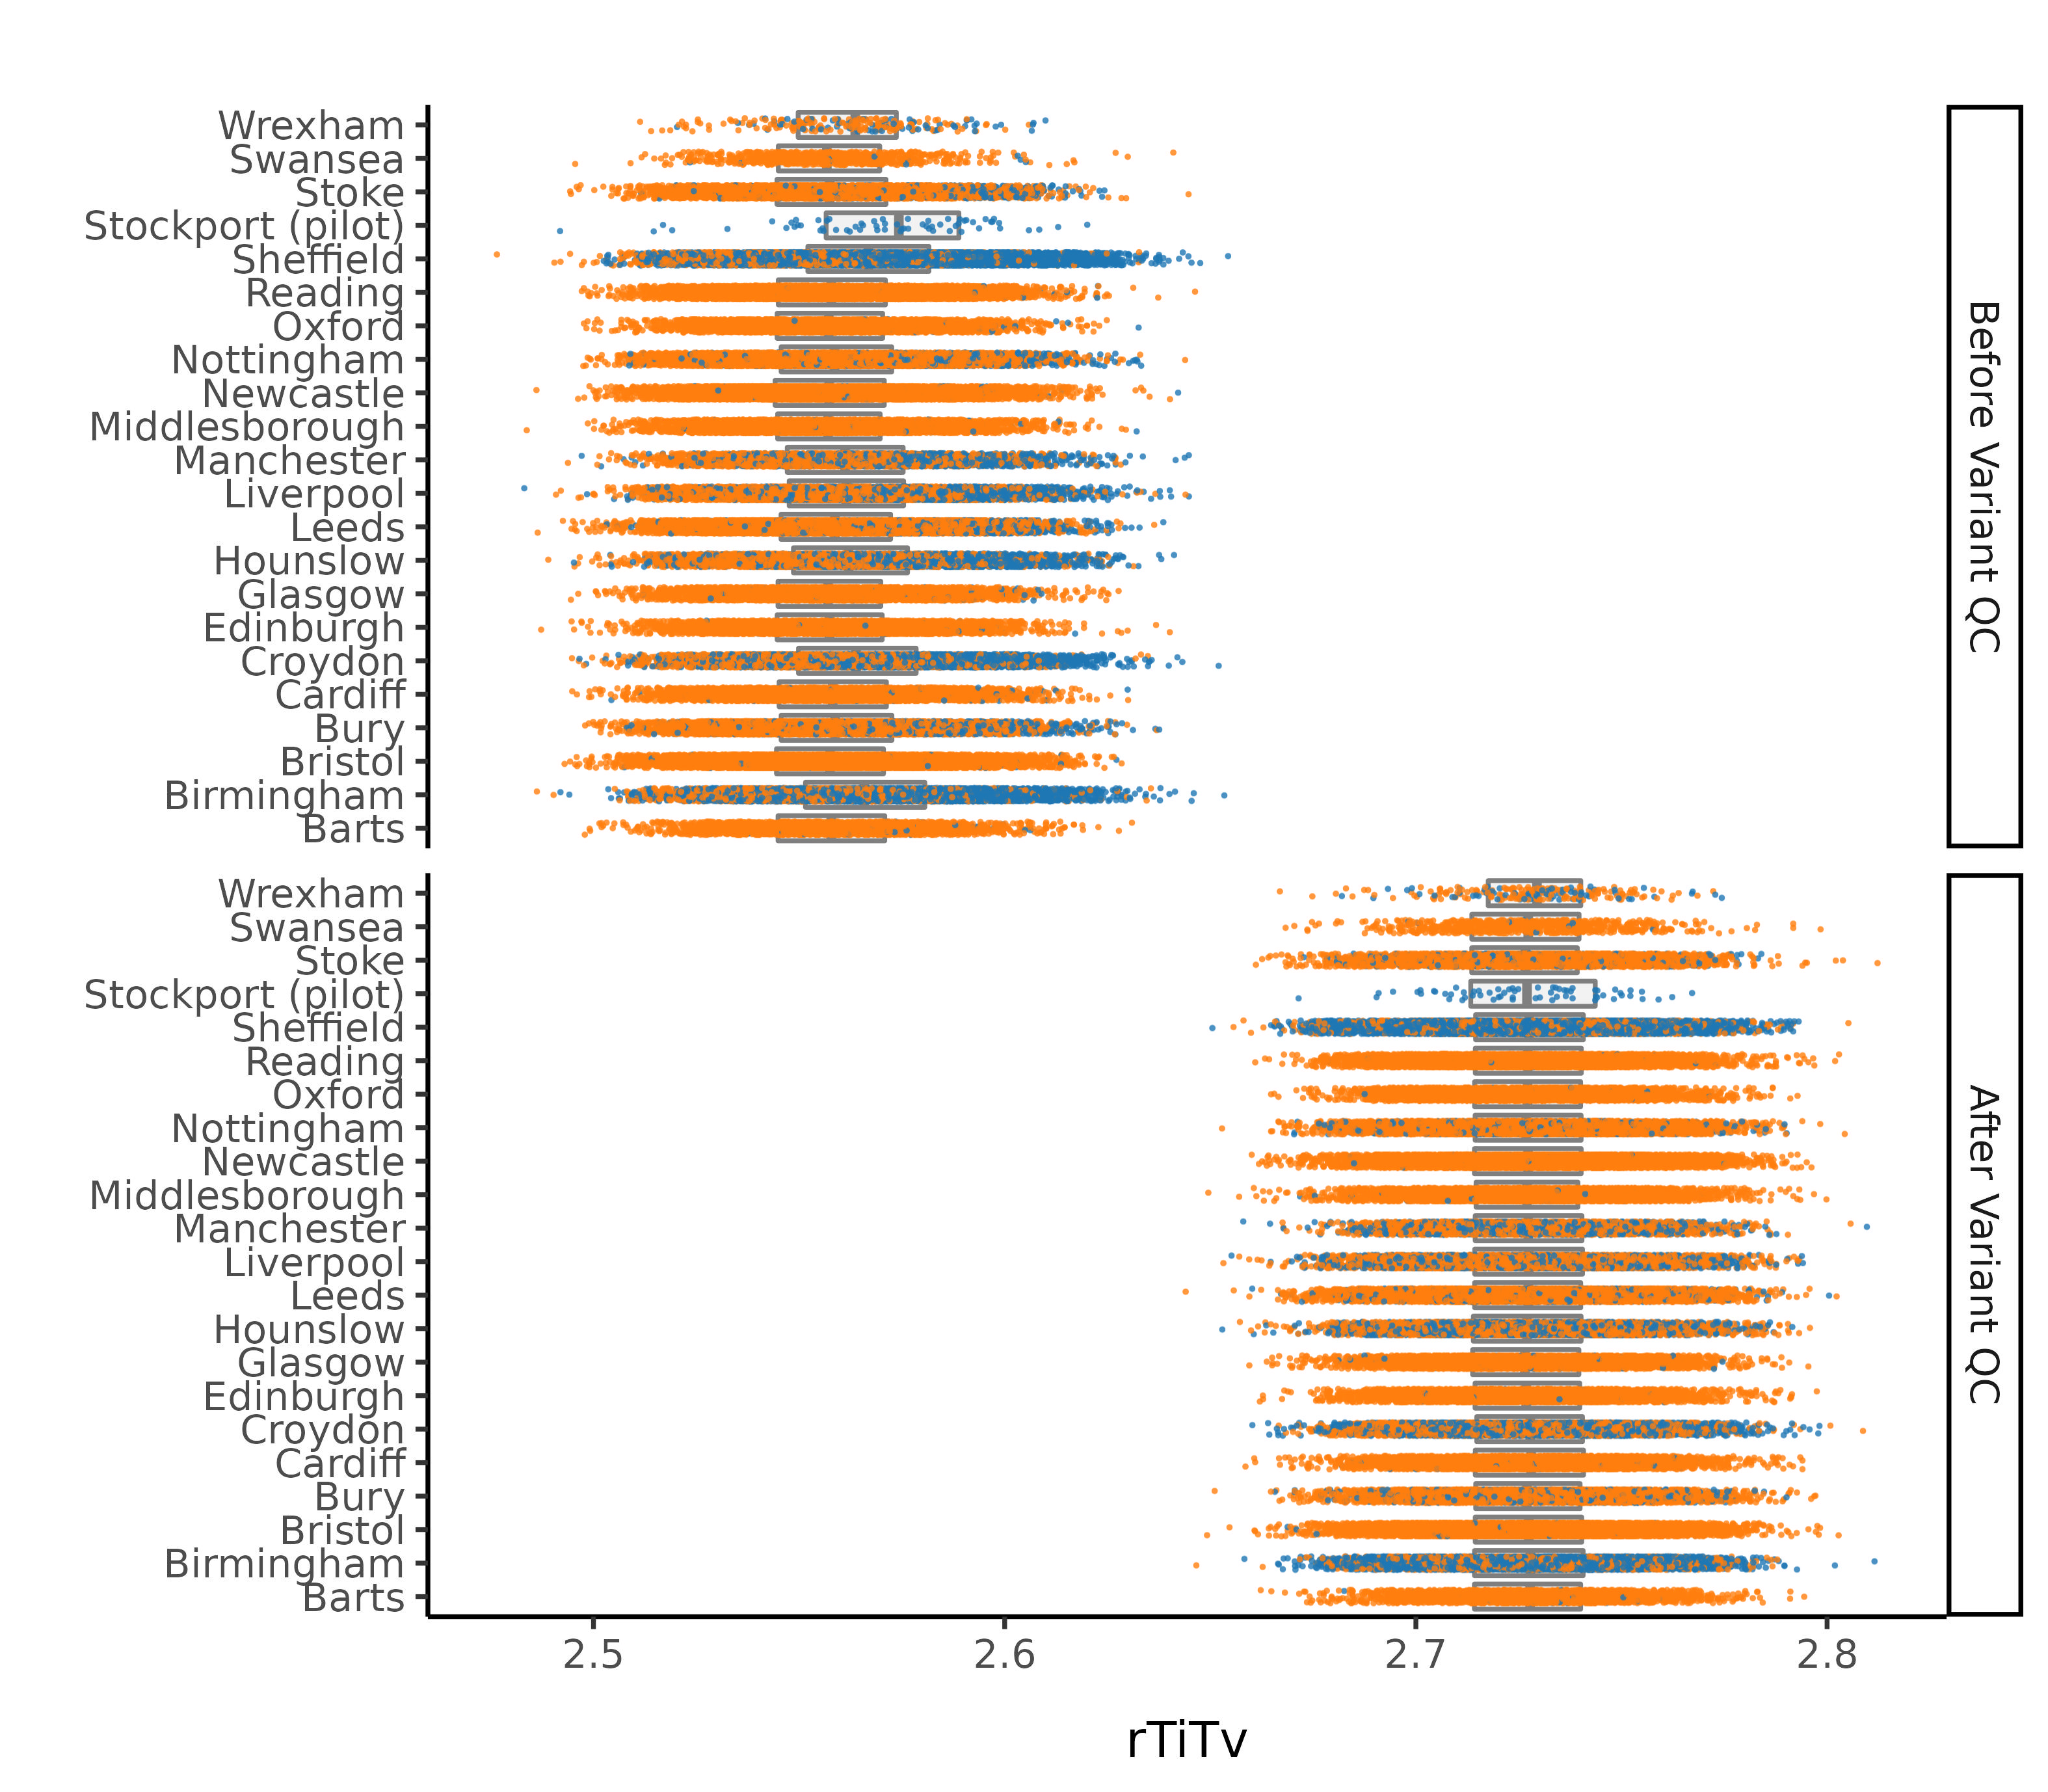 Wrexham
Swansea
Stoke
Stockport (pilot)
Sheffield
Reading
Oxford
Nottingham
Newcastle
Middlesborough
Manchester
Liverpool
Leeds
Hounslow
Glasgow
Edinburgh
Croydon
Cardiff
Bury
Bristol
Birmingham
Barts
Before Variant QC
Wrexham
Swansea
Stoke
Stockport (pilot)
Sheffield
Reading
Oxford
Nottingham
Newcastle
Middlesborough
Manchester
Liverpool
Leeds
Hounslow
Glasgow
Edinburgh
Croydon
Cardiff
Bury
Bristol
Birmingham
Barts
After Variant QC
2.5 2.6 2.7 2.8
rTiTv